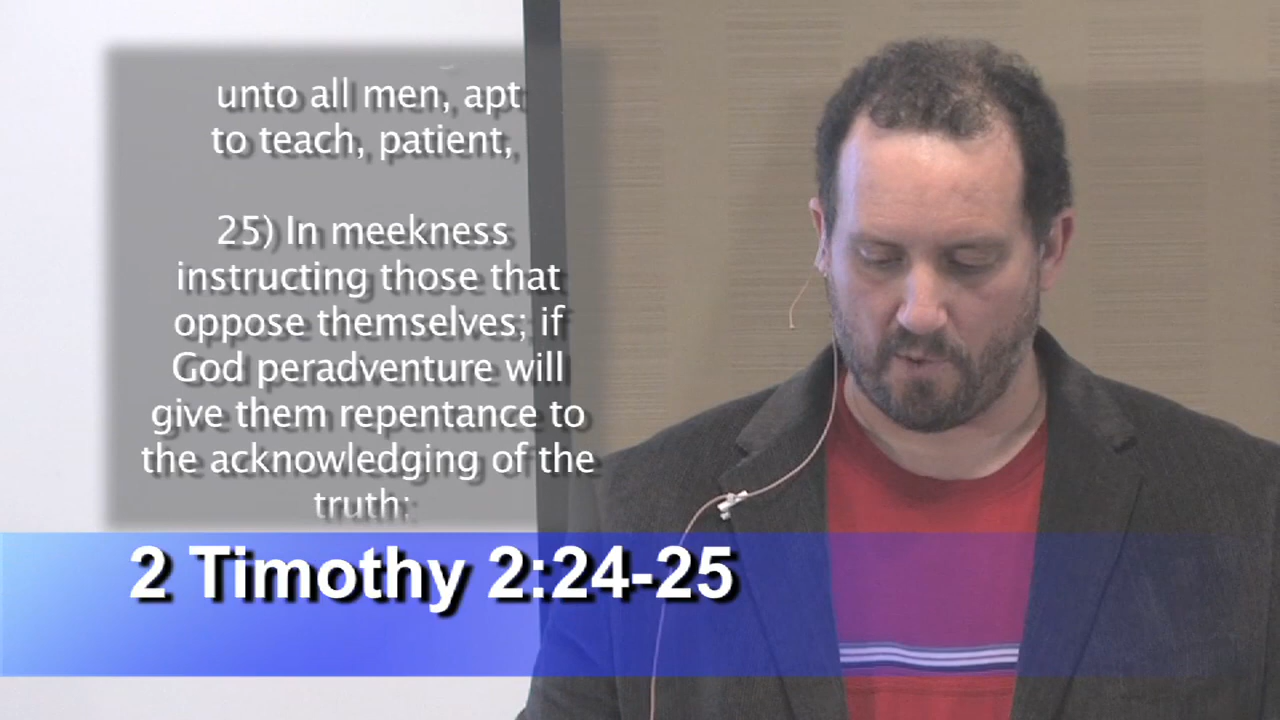 unto all men, apt
to teach, patient,
25) In meekness
instructing those that
oppose themselves; if
God peradventure will
give them repentance to
the acknowledging of the
truth:
2 Timothy 2:24-25